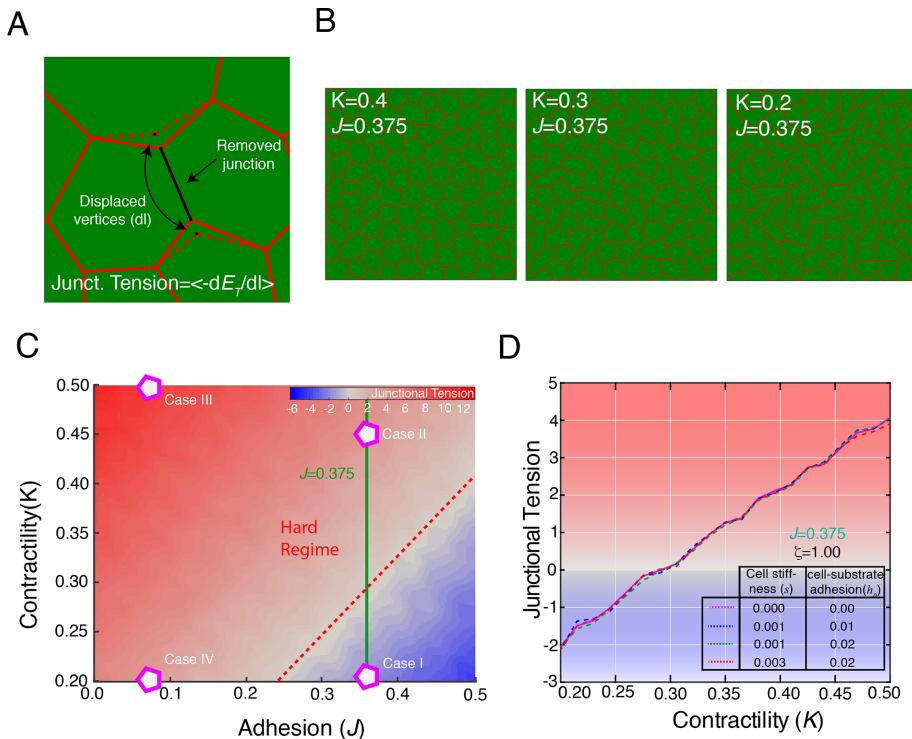 A
Removed
junction
Displaced
vertices (dl)
Junct. Tension=<-dE_T/dl>
B
K=0.4
J=0.375
K=0.3
J=0.375
K=0.2
J=0.375
C
0.50
0.45
0.40
0.35
0.30
0.25
0.20
Contractility(K)
Case III
Junctional Tension
-6 -4 -2 0 2 4 6 8 10 12
Case II
J=0.375
Hard
Regime
Case IV
Case I
0.0 0.1 0.2 0.3 0.4 0.5
Adhesion (J)
D
5
4
3
2
1
0
-1
-2
-3
Junctional Tension
J=0.375
ζ=1.00
Cell stiff-
ness (s)
cell-substrate
adhesion(hₒ)
0.000 0.00
0.001 0.01
0.001 0.02
0.003 0.02
0.20 0.25 0.30 0.35 0.40 0.45 0.50
Contractility (K)